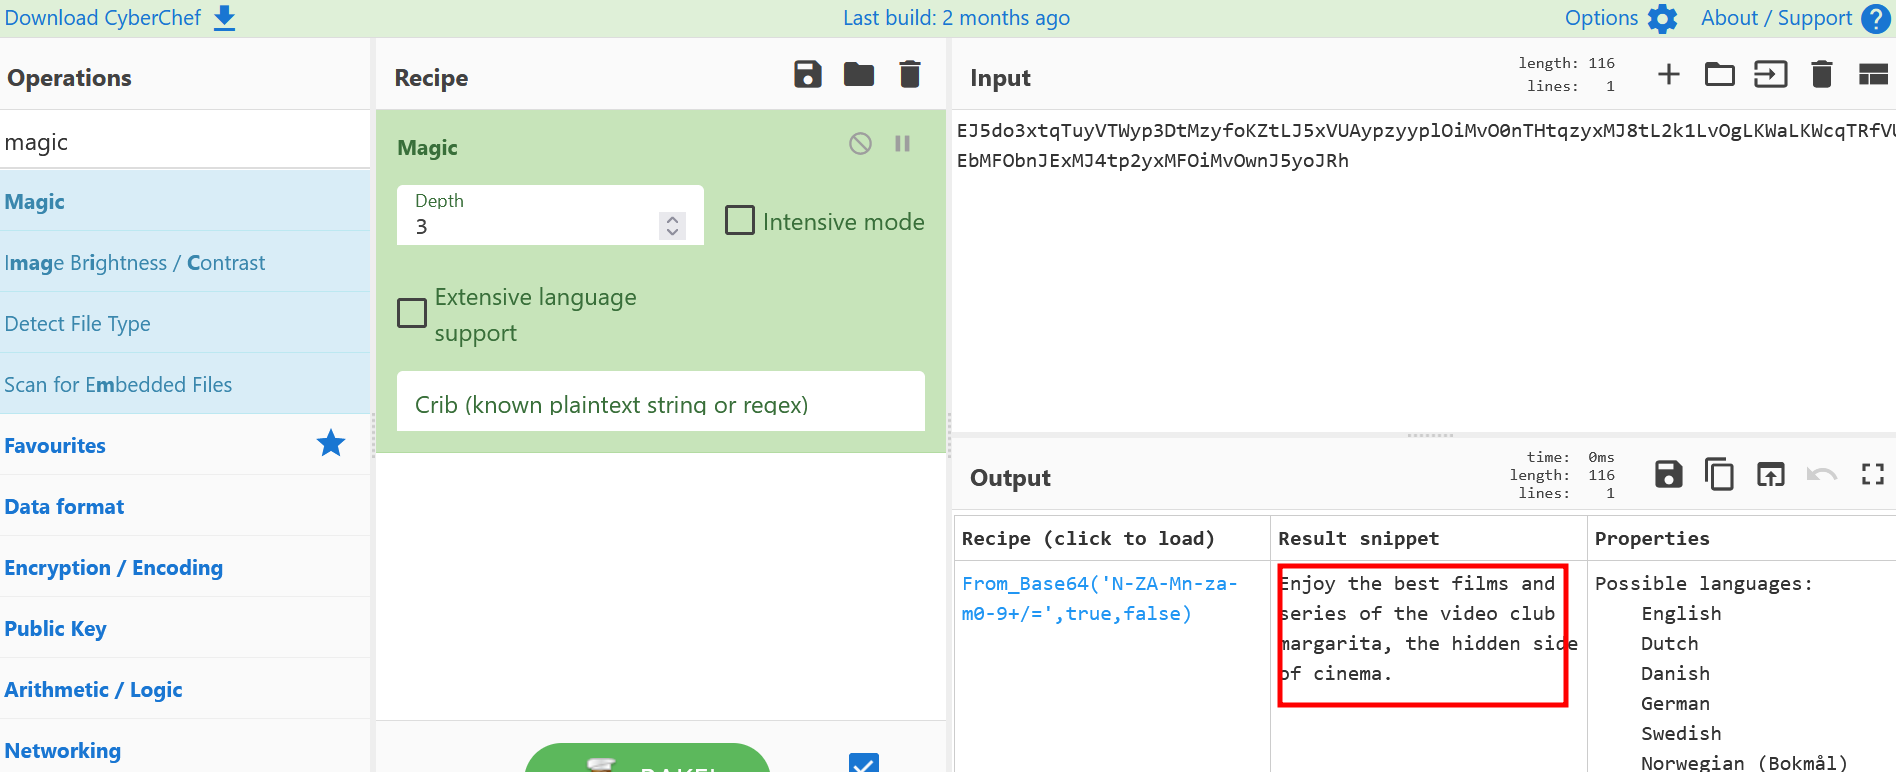 Download CyberChef
Last build: 2 months ago
Options
About / Support
Operations
magic
Magic
Image Brightness / Contrast
Detect File Type
Scan for Embedded Files
Favourites
Data format
Encryption / Encoding
Public Key
Arithmetic / Logic
Networking
Recipe
Magic
Depth
3
Intensive mode
Extensive language
support
Crib (known plaintext string or regex)
BAKE!
Input
length: 116
lines: 1
EJ5do3xtqTuyVTWyp3DtMzyfoKZtLJ5xVUAypzyyplOiMvO0nTHtqzyxMJ8tL2k1LvOgLKWaLKWcqTRfVU
EbMFObnJExMJ4tp2yxMFOiMvOwnJ5yoJRh
Output
time: 0ms
length: 116
lines: 1
Recipe (click to load)
Result snippet
Properties
From_Base64('N-ZA-Mn-za-
m0-9+/=',true,false)
Enjoy the best films and
series of the video club
margarita, the hidden side
of cinema.
Possible languages:
English
Dutch
Danish
German
Swedish
Norwegian (Bokmål)